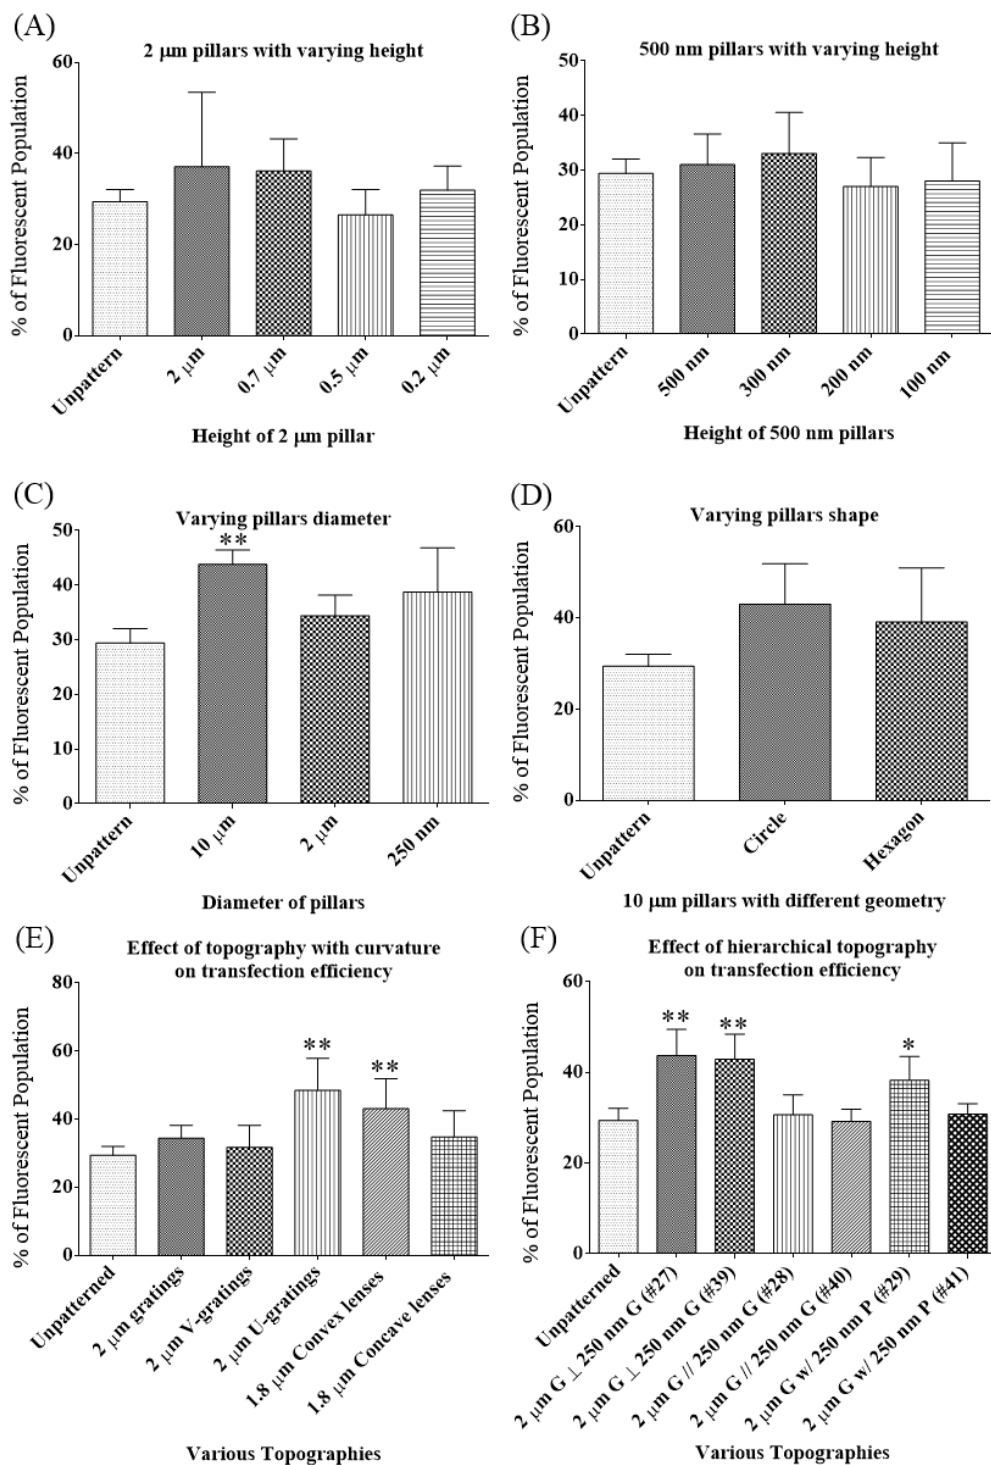 (A)
2 μm pillars with varying height
% of Fluorescent Population
60
40
20
0
Unpattern
2 μm
0.7 μm
0.5 μm
0.2 μm
Height of 2 μm pillar
(B)
500 nm pillars with varying height
% of Fluorescent Population
50
40
30
20
10
0
Unpattern
500 nm
300 nm
200 nm
100 nm
Height of 500 nm pillars
(C)
Varying pillars diameter
% of Fluorescent Population
50
40
30
20
10
0
**
Unpattern
10 μm
2 μm
250 nm
Diameter of pillars
(D)
Varying pillars shape
% of Fluorescent Population
60
40
20
0
Unpattern
Circle
Hexagon
10 μm pillars with different geometry
(E)
Effect of topography with curvature
on transfection efficiency
% of Fluorescent Population
80
60
40
20
0
**
**
Unpatterned
2 μm gratings
2 μm V-gratings
2 μm U-gratings
1.8 μm Convex lenses
1.8 μm Concave lenses
Various Topographies
(F)
Effect of hierarchical topography
on transfection efficiency
% of Fluorescent Population
60
40
20
0
**
**
*
Unpatterned
2 μm G ⊥ 250 nm G (#27)
2 μm G ⊥ 250 nm G (#39)
2 μm G // 250 nm G (#28)
2 μm G // 250 nm G (#40)
2 μm G w/ 250 nm P (#29)
2 μm G w/ 250 nm P (#41)
Various Topographies